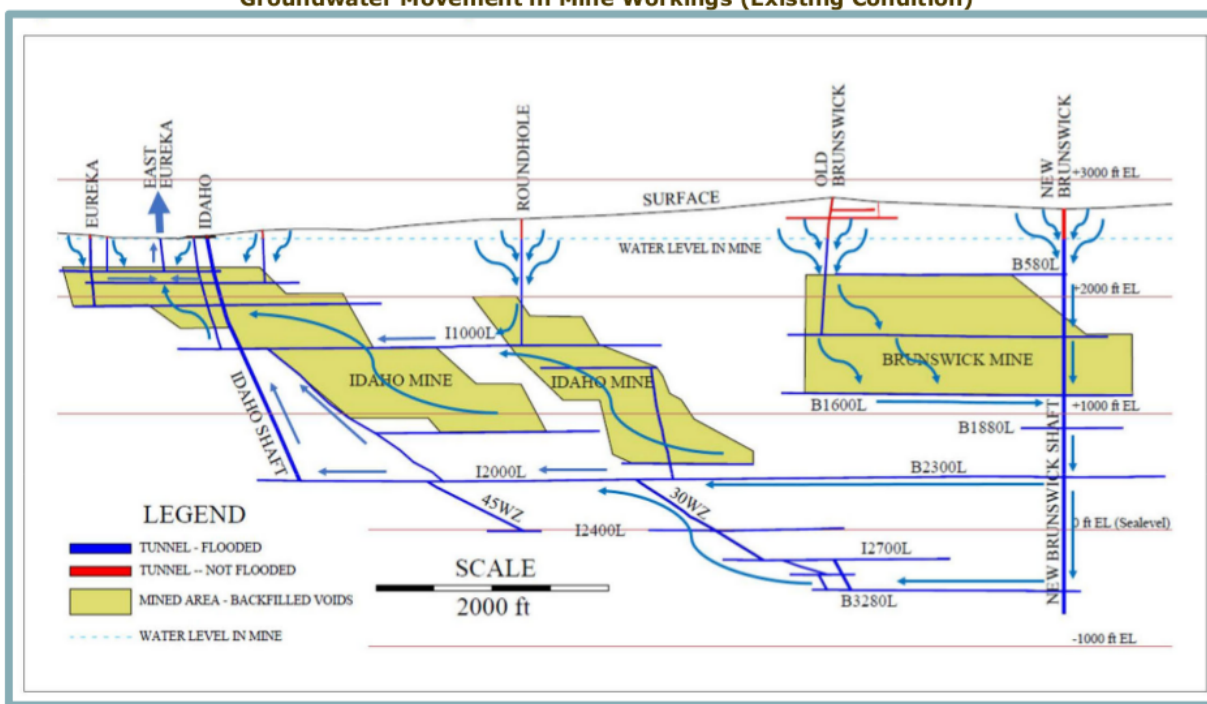 Groundwater Movement in Mine Workings (Existing Condition)
EUREKA
EAST
EUREKA
IDAHO
ROUNDHOLE
OLD
BRUNSWICK
NEW
BRUNSWICK
+3000 ft EL
SURFACE
WATER LEVEL IN MINE
B580L
+2000 ft EL
I1000L
IDAHO MINE
IDAHO MINE
BRUNSWICK MINE
B1600L
+1000 ft EL
B1880L
IDAHO SHAFT
I2000L
B2300L
NEW BRUNSWICK SHAFT
45WZ
30WZ
I2400L
0 ft EL (Sealevel)
I2700L
B3280L
-1000 ft EL
LEGEND
TUNNEL - FLOODED
TUNNEL -- NOT FLOODED
MINED AREA - BACKFILLED VOIDS
WATER LEVEL IN MINE
SCALE
2000 ft